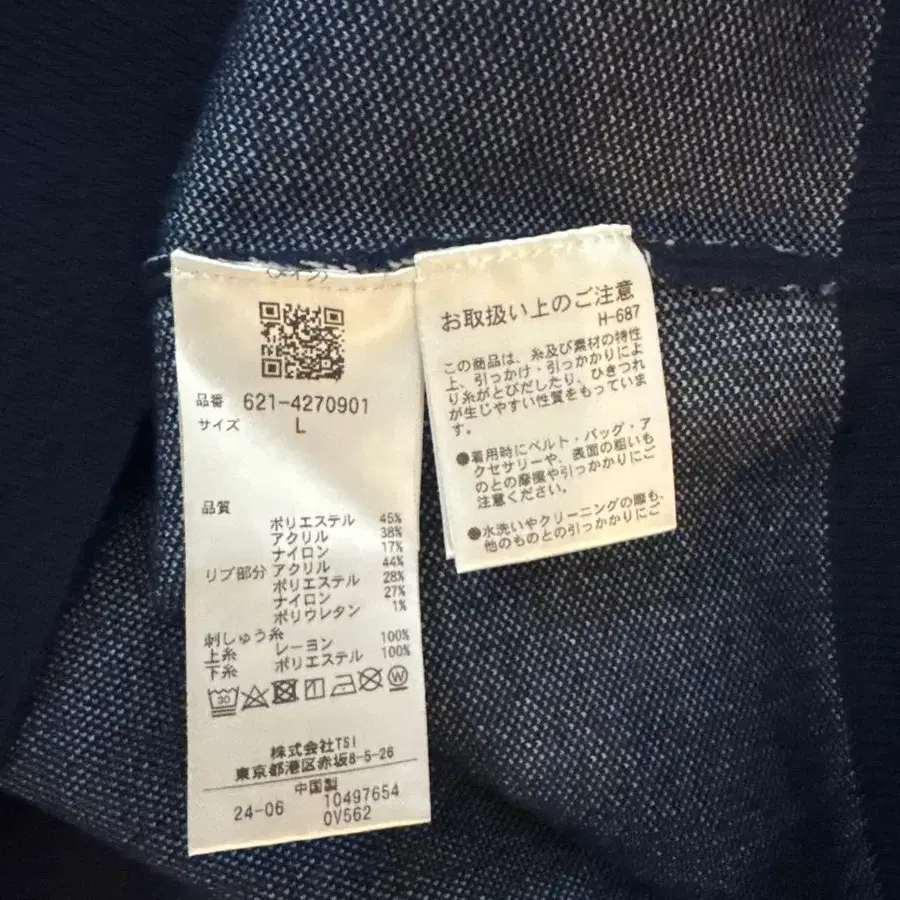 (メイン)
品番 621-4270901
サイズ L
品質
ポリエステル 45%
アクリル 38%
ナイロン 17%
リブ部分 アクリル 44%
ポリエステル 28%
ナイロン 27%
ポリウレタン 1%
刺しゅう糸
上糸 レーヨン 100%
下糸 ポリエステル 100%
30
W
株式会社TSI
東京都港区赤坂8-5-26
中国製
24-06 10497654
0V562
お取扱い上のご注意
H-687
この商品は、糸及び素材の特性
上、引っかけ・引っかかりによ
り糸がとびだしたり、ひきつれ
が生じやすい性質をもっていま
す。
●着用時にベルト・バッグ・ア
クセサリーや、表面の粗いも
のとの摩擦や引っかかりにご
注意ください。
●水洗いやクリーニングの際も、
他のものとの引っかかりにご